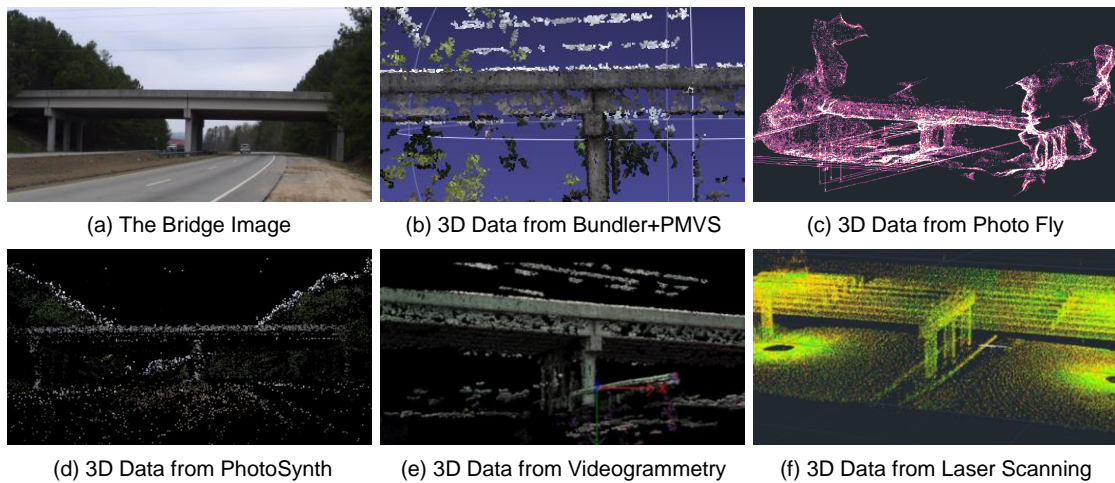 (a) The Bridge Image
(b) 3D Data from Bundler+PMVS
(c) 3D Data from Photo Fly
(d) 3D Data from PhotoSynth
(e) 3D Data from Videogrammetry
(f) 3D Data from Laser Scanning